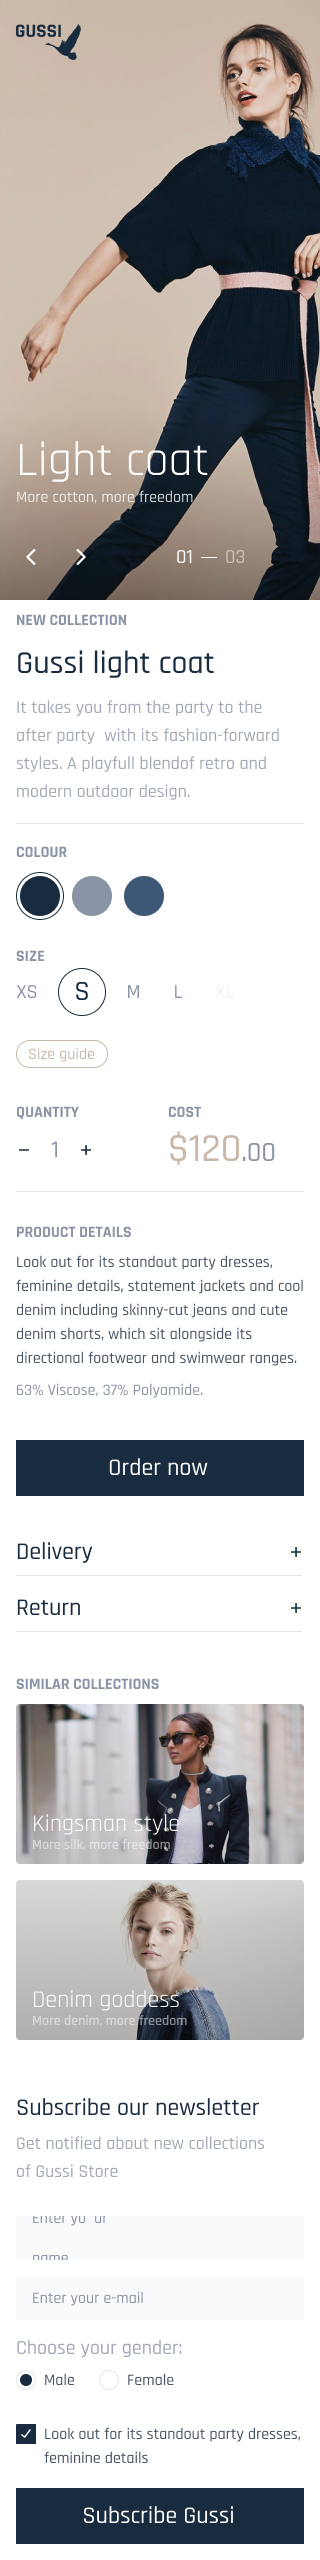 GUSSI
Light coat
More cotton, more freedom
01 — 03
NEW COLLECTION
Gussi light coat
It takes you from the party to the
after party  with its fashion-forward
styles. A playfull blendof retro and
modern outdoor design.
COLOUR
SIZE
XS S M L XL
Size guide
QUANTITY COST
− 1 + $120.00
PRODUCT DETAILS
Look out for its standout party dresses,
feminine details, statement jackets and cool
denim including skinny-cut jeans and cute
denim shorts, which sit alongside its
directional footwear and swimwear ranges.
63% Viscose, 37% Polyamide.
Order now
Delivery +
Return +
SIMILAR COLLECTIONS
Kingsman style
More silk, more freedom
Denim goddess
More denim, more freedom
Subscribe our newsletter
Get notified about new collections
of Gussi Store
Enter yo ur
name
Enter your e-mail
Choose your gender:
Male Female
Look out for its standout party dresses,
feminine details
Subscribe Gussi